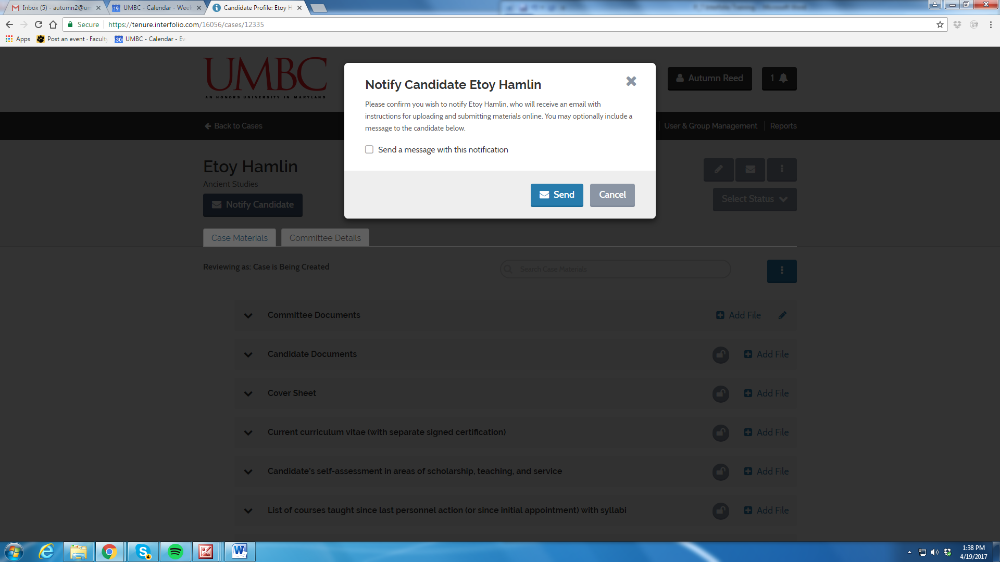 Inbox (5) - autumn2@um
19 UMBC - Calendar - Week
Candidate Profile: Etoy H
Secure https://tenure.interfolio.com/16056/cases/12335
Apps
Post an event · Faculty
30 UMBC - Calendar - Ev
UMBC
AN HONORS UNIVERSITY IN MARYLAND
Autumn Reed
1
Back to Cases
User & Group Management
Reports
Notify Candidate Etoy Hamlin
Please confirm you wish to notify Etoy Hamlin, who will receive an email with
instructions for uploading and submitting materials online. You may optionally include a
message to the candidate below.
Send a message with this notification
Send
Cancel
Etoy Hamlin
Ancient Studies
Notify Candidate
Select Status
Case Materials
Committee Details
Reviewing as: Case is Being Created
Search Case Materials
Committee Documents
Add File
Candidate Documents
Add File
Cover Sheet
Add File
Current curriculum vitae (with separate signed certification)
Add File
Candidate's self-assessment in areas of scholarship, teaching, and service
Add File
List of courses taught since last personnel action (or since initial appointment) with syllabi
Add File
4
1:38 PM
4/19/2017